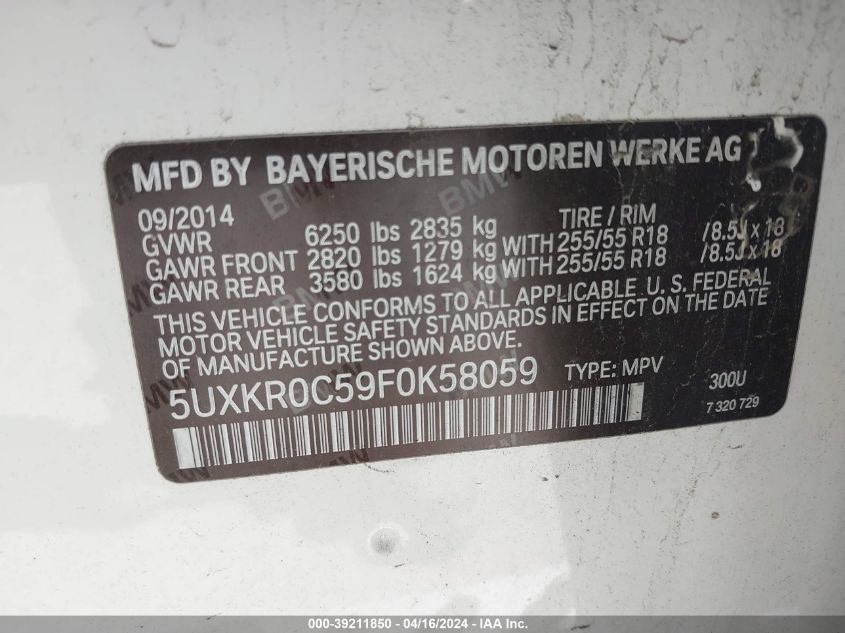 MFD BY BAYERISCHE MOTOREN WERKE AG
09/2014 TIRE / RIM
GVWR 6250 lbs 2835 kg
GAWR FRONT 2820 lbs 1279 kg WITH 255/55 R18 /8.5J x 18
GAWR REAR 3580 lbs 1624 kg WITH 255/55 R18 /8.5J x 18
THIS VEHICLE CONFORMS TO ALL APPLICABLE U. S. FEDERAL
MOTOR VEHICLE SAFETY STANDARDS IN EFFECT ON THE DATE
OF MANUFACTURE SHOWN ABOVE.
5UXKR0C59F0K58059 TYPE: MPV 300U
7 320 729
000-39211850 - 04/16/2024 - IAA Inc.